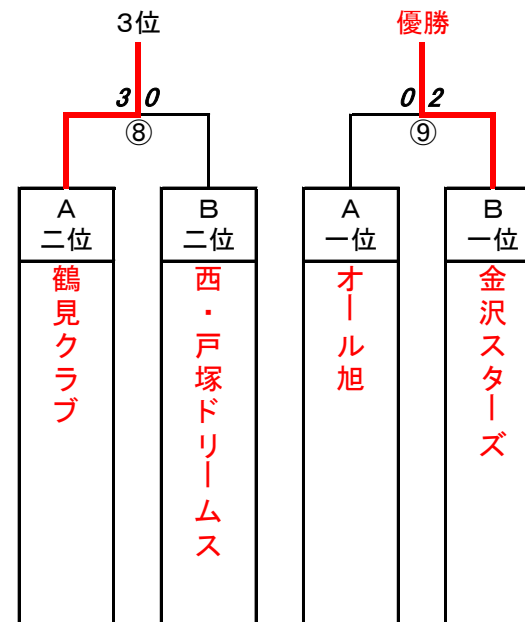 ３位
優勝
3 0
0 2
⑧
⑨
A
二位
B
二位
A
一位
B
一位
鶴見クラブ
西・戸塚ドリームス
オール旭
金沢スターズ